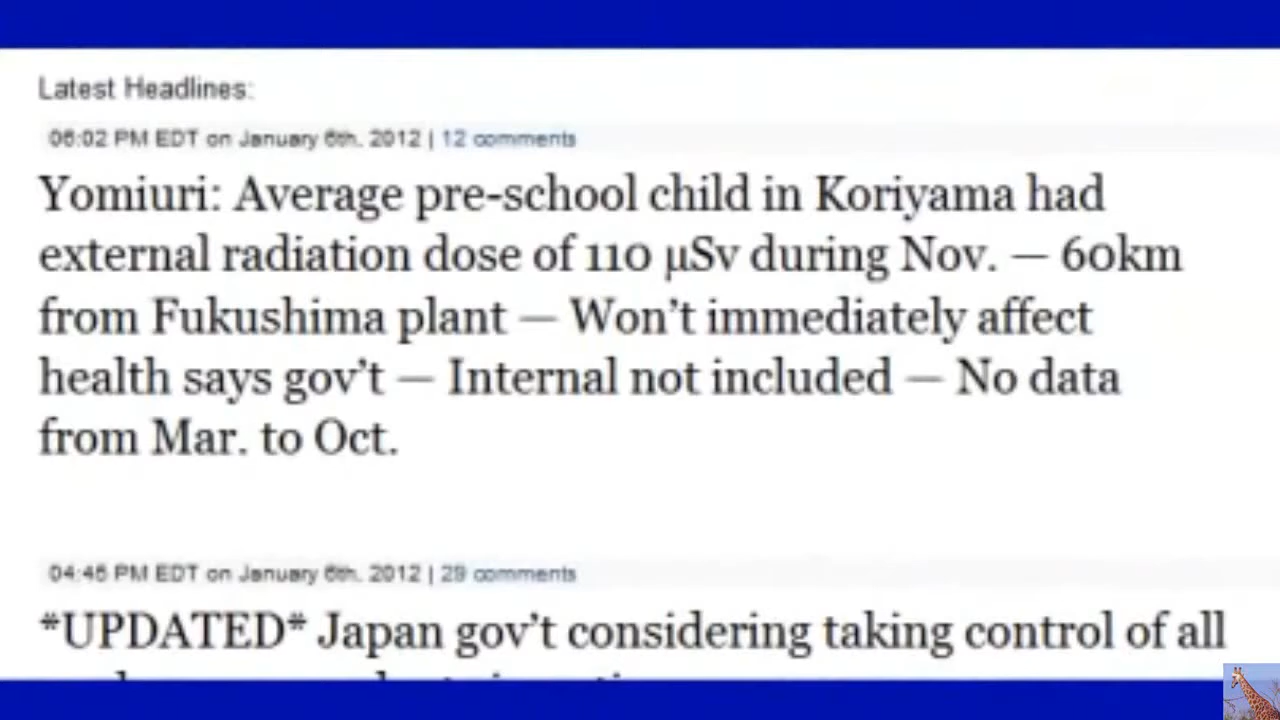 Latest Headlines:
06:02 PM EDT on January 6th, 2012 | 12 comments
Yomiuri: Average pre-school child in Koriyama had
external radiation dose of 110 µSv during Nov. — 60km
from Fukushima plant — Won't immediately affect
health says gov't — Internal not included — No data
from Mar. to Oct.
04:46 PM EDT on January 6th, 2012 | 29 comments
*UPDATED* Japan gov't considering taking control of all